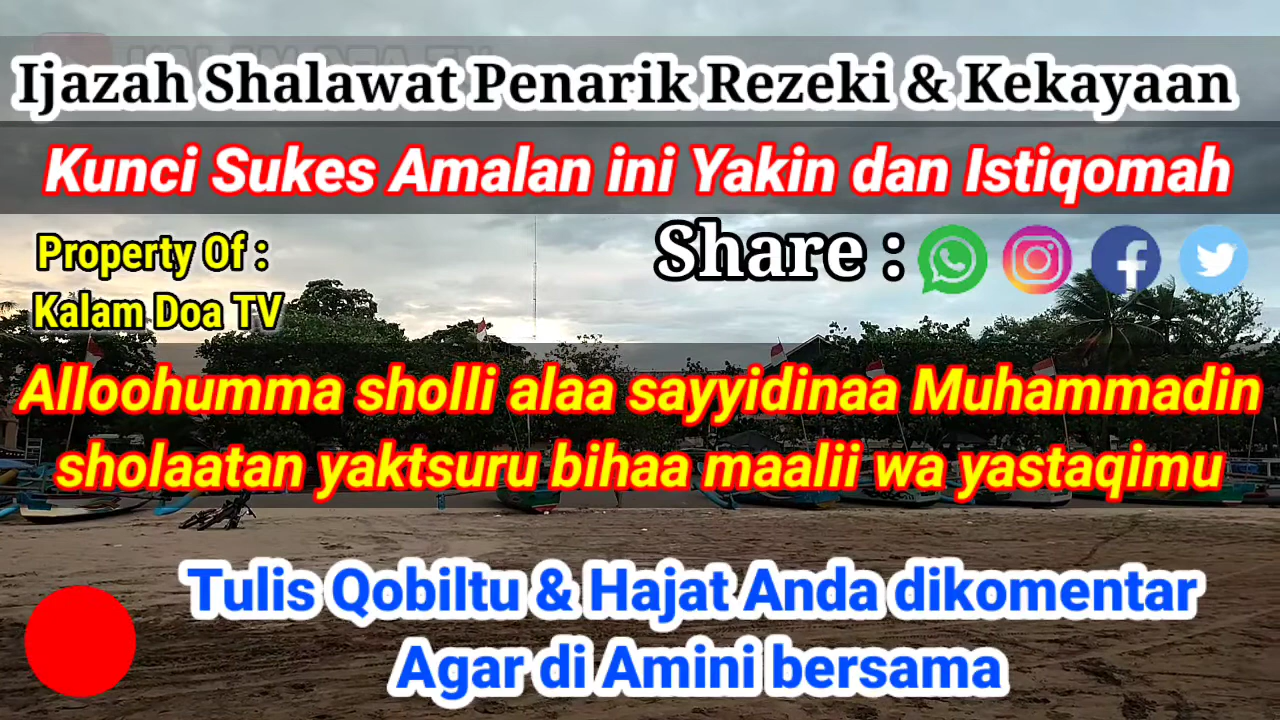 Ijazah Shalawat Penarik Rezeki & Kekayaan
Kunci Sukes Amalan ini Yakin dan Istiqomah
Property Of :
Kalam Doa TV
Share :
Alloohumma sholli alaa sayyidinaa Muhammadin
sholaatan yaktsuru bihaa maalii wa yastaqimu
Tulis Qobiltu & Hajat Anda dikomentar
Agar di Amini bersama